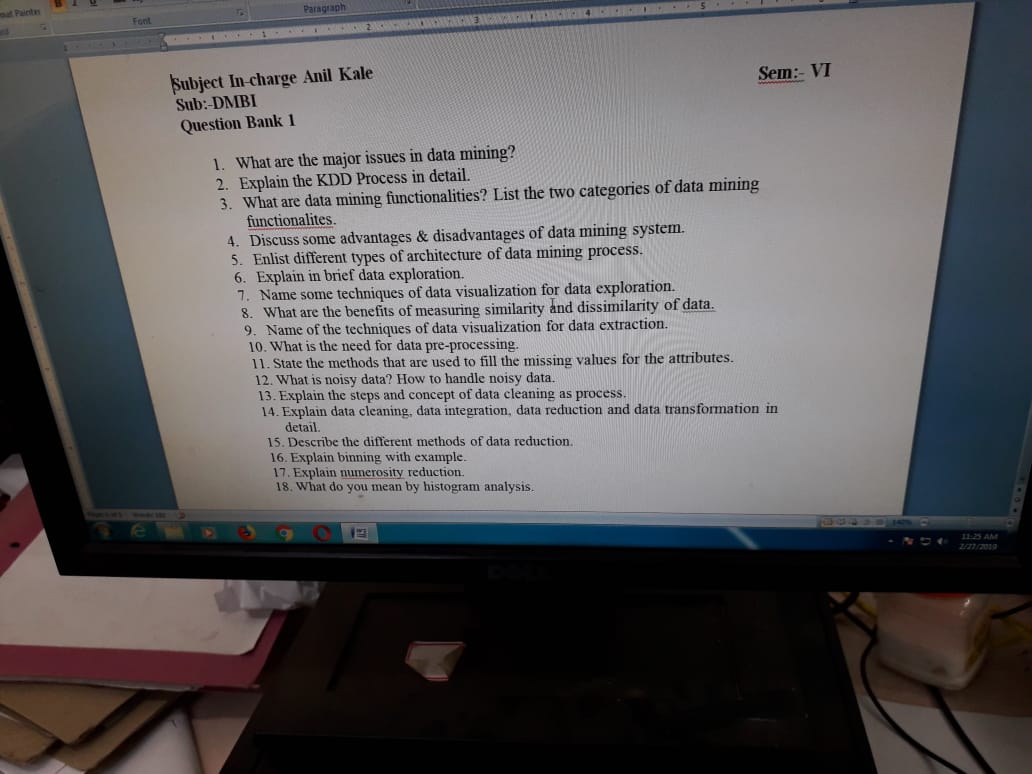 Font
Paragraph
1 2 3 4 5
Subject In-charge Anil Kale
Sem:- VI
Sub:-DMBI
Question Bank 1
1. What are the major issues in data mining?
2. Explain the KDD Process in detail.
3. What are data mining functionalities? List the two categories of data mining
functionalites.
4. Discuss some advantages & disadvantages of data mining system.
5. Enlist different types of architecture of data mining process.
6. Explain in brief data exploration.
7. Name some techniques of data visualization for data exploration.
8. What are the benefits of measuring similarity and dissimilarity of data.
9. Name of the techniques of data visualization for data extraction.
10. What is the need for data pre-processing.
11. State the methods that are used to fill the missing values for the attributes.
12. What is noisy data? How to handle noisy data.
13. Explain the steps and concept of data cleaning as process.
14. Explain data cleaning, data integration, data reduction and data transformation in
detail.
15. Describe the different methods of data reduction.
16. Explain binning with example.
17. Explain numerosity reduction.
18. What do you mean by histogram analysis.
140%
11:25 AM
2/27/2019
DELL